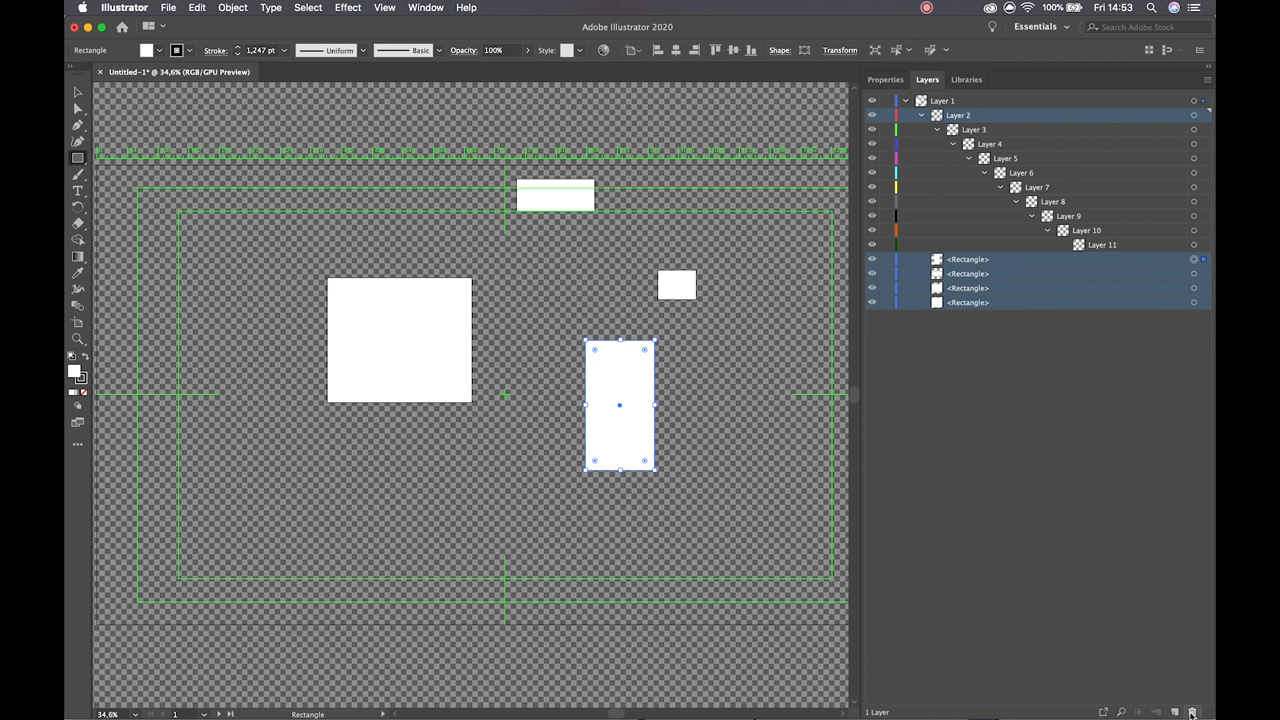 Illustrator File Edit Object Type Select Effect View Window Help 100% Fri 14:53
Adobe Illustrator 2020 Essentials Search Adobe Stock
Rectangle Stroke: 1,247 pt Uniform Basic Opacity: 100% Style: Shape: Transform
Untitled-1* @ 34,6% (RGB/GPU Preview) Properties Layers Libraries
Layer 1
Layer 2
Layer 3
Layer 4
Layer 5
Layer 6
Layer 7
Layer 8
Layer 9
Layer 10
Layer 11
<Rectangle>
<Rectangle>
<Rectangle>
<Rectangle>
34,6% 1 Rectangle 1 Layer